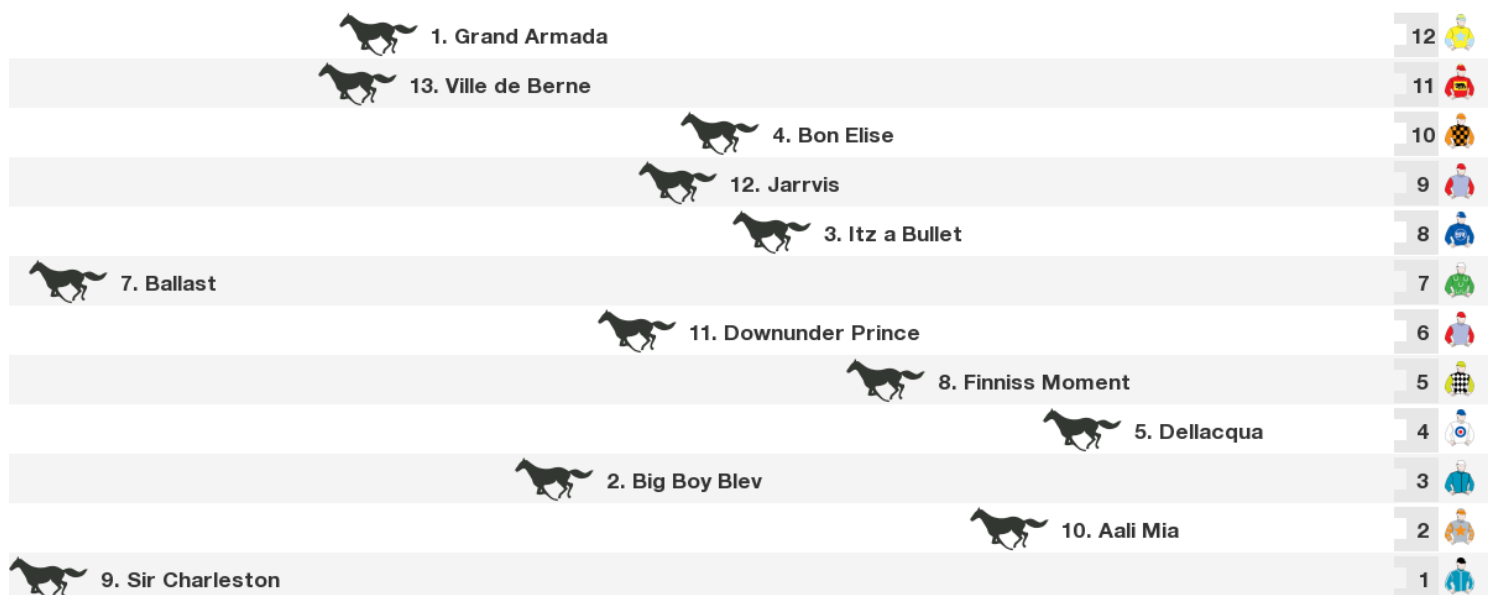 1. Grand Armada 12
13. Ville de Berne 11
4. Bon Elise 10
12. Jarrvis 9
3. Itz a Bullet 8
7. Ballast 7
11. Downunder Prince 6
8. Finniss Moment 5
5. Dellacqua 4
2. Big Boy Blev 3
10. Aali Mia 2
9. Sir Charleston 1